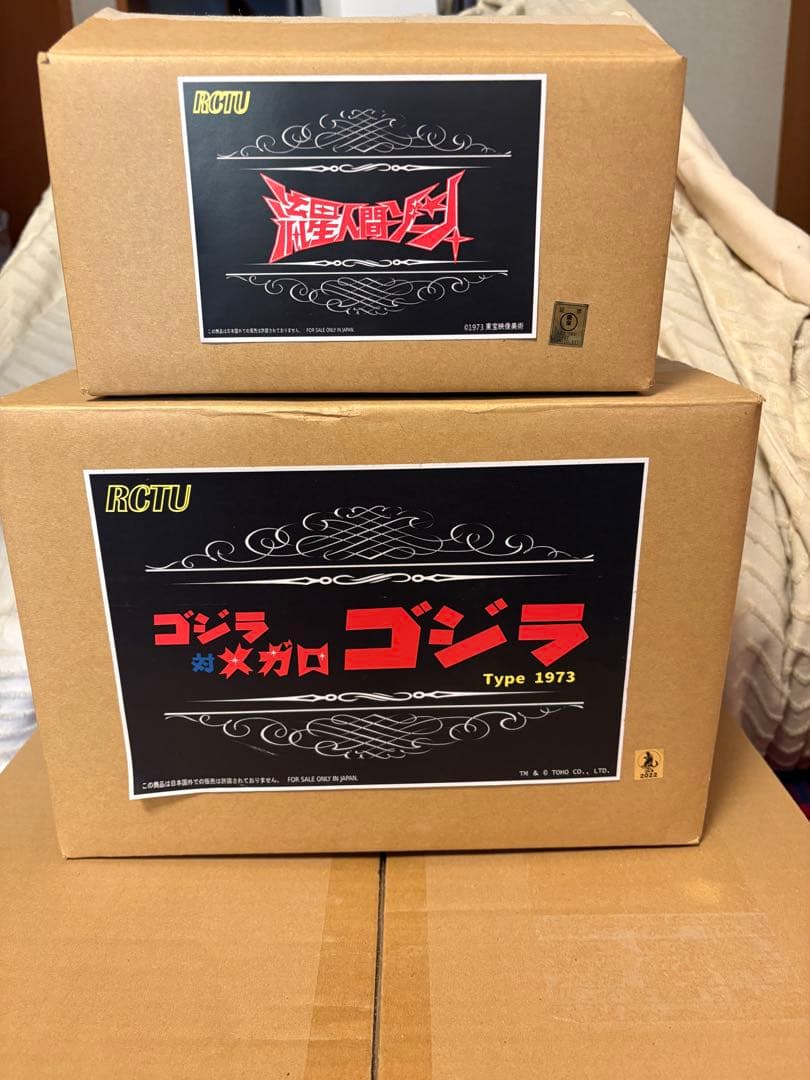 RCTU
流星人間ゾーン
この商品は日本国外での販売は許諾されておりません。 FOR SALE ONLY IN JAPAN.
©1973 東宝映像美術
RCTU
ゴジラ
対メガロ
ゴジラ
Type 1973
この商品は日本国外での販売は許諾されておりません。 FOR SALE ONLY IN JAPAN.
TM & © TOHO CO., LTD.
2022